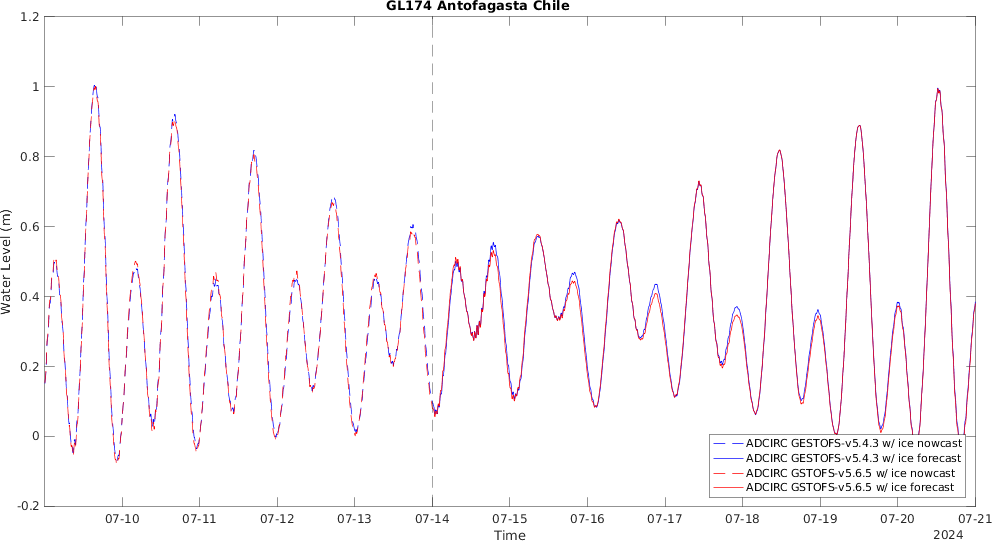 GL174 Antofagasta Chile
1.2
1
0.8
0.6
0.4
0.2
0
-0.2
Water Level (m)
ADCIRC GESTOFS-v5.4.3 w/ ice nowcast
ADCIRC GESTOFS-v5.4.3 w/ ice forecast
ADCIRC GSTOFS-v5.6.5 w/ ice nowcast
ADCIRC GSTOFS-v5.6.5 w/ ice forecast
07-10 07-11 07-12 07-13 07-14 07-15 07-16 07-17 07-18 07-19 07-20 07-21
Time
2024